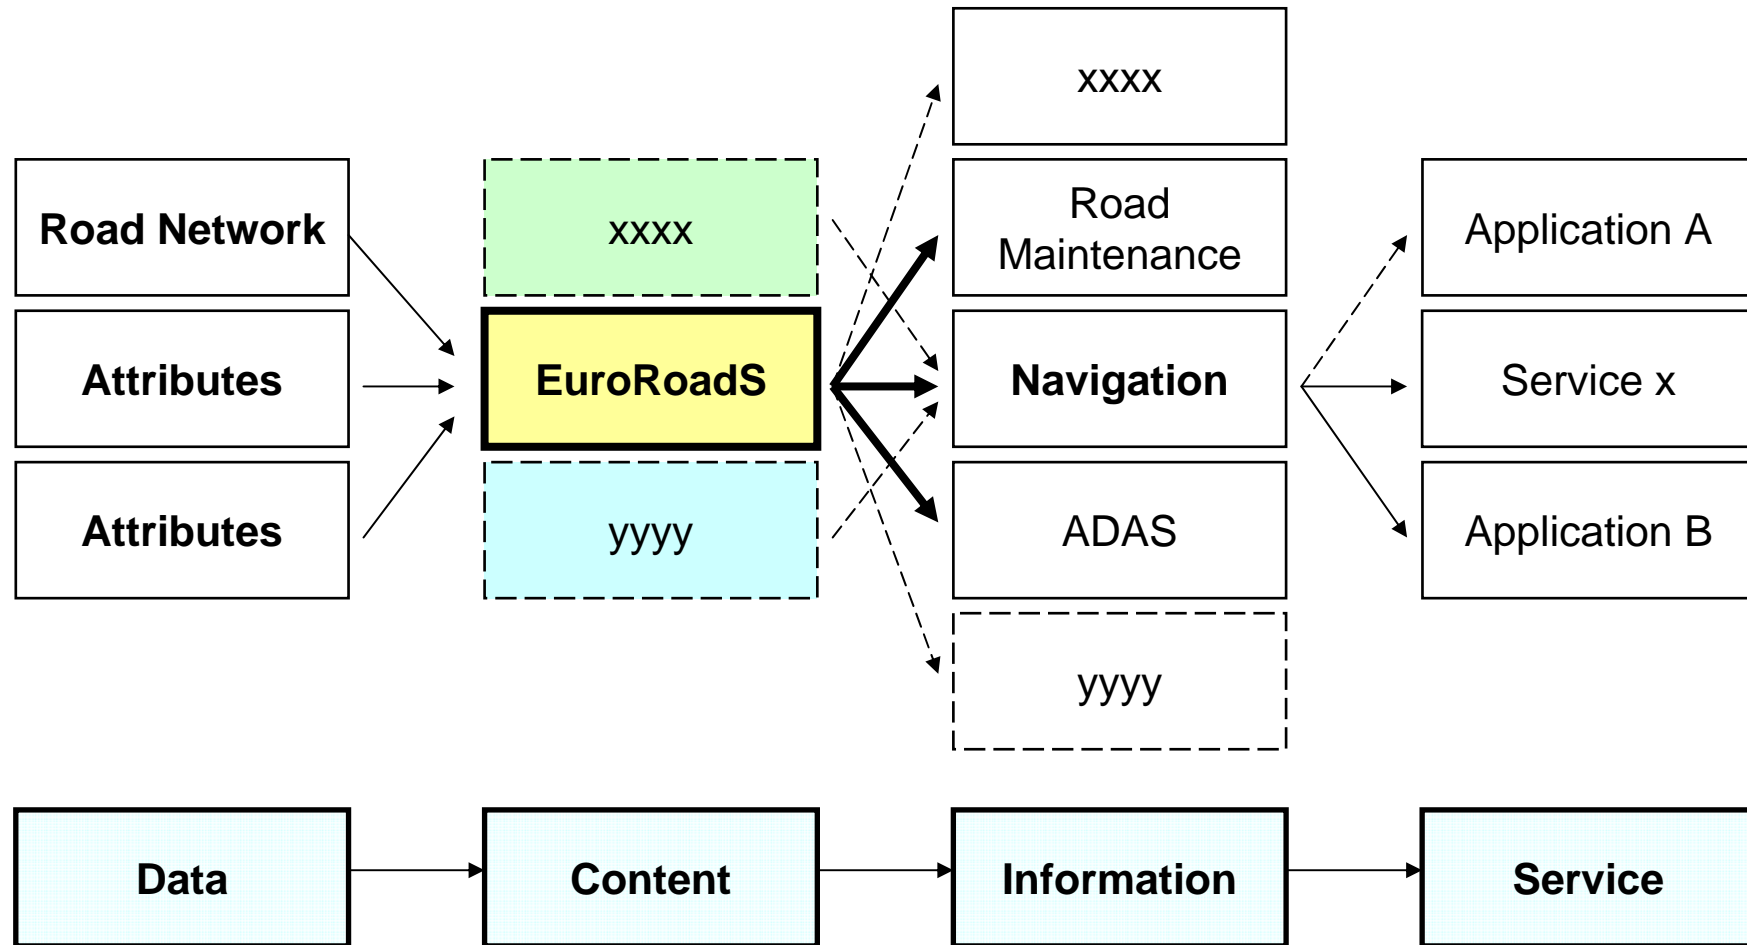 xxxx
Road Network
xxxx
Road
Maintenance
Application A
Attributes
EuroRoadS
Navigation
Service x
Attributes
yyyy
ADAS
Application B
yyyy
Data
Content
Information
Service